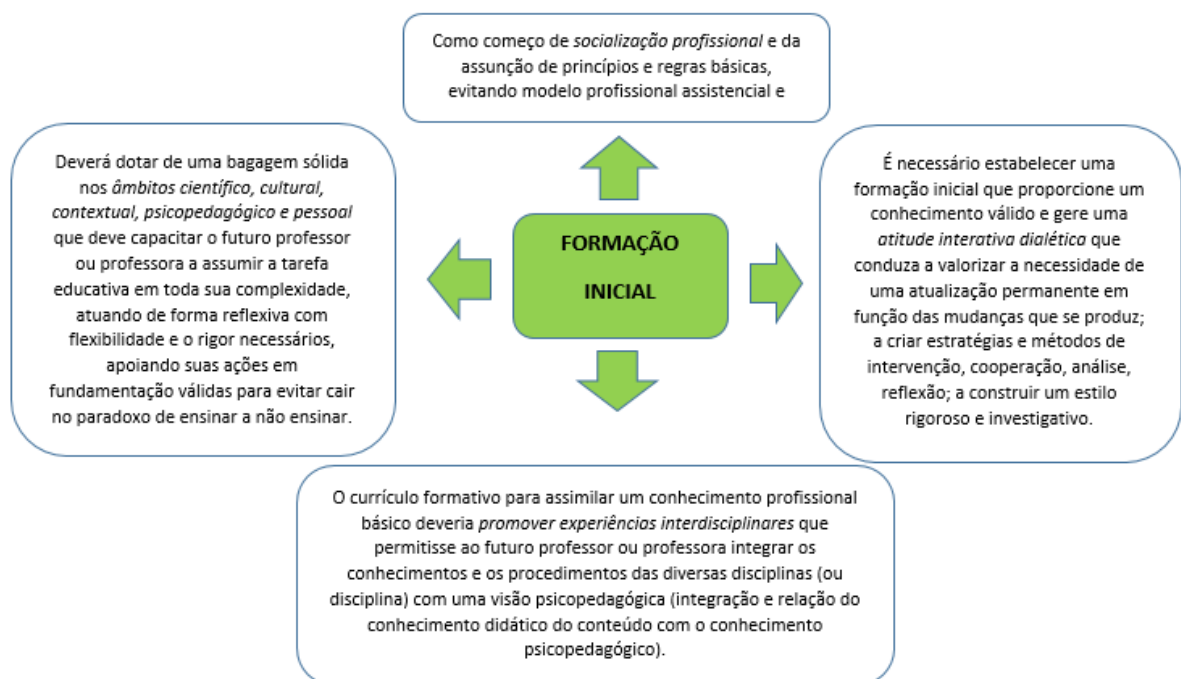 Como começo de socialização profissional e da
assunção de princípios e regras básicas,
evitando modelo profissional assistencial e
Deverá dotar de uma bagagem sólida
nos âmbitos científico, cultural,
contextual, psicopedagógico e pessoal
que deve capacitar o futuro professor
ou professora a assumir a tarefa
educativa em toda sua complexidade,
atuando de forma reflexiva com
flexibilidade e o rigor necessários,
apoiando suas ações em
fundamentação válidas para evitar cair
no paradoxo de ensinar a não ensinar.
FORMAÇÃO
INICIAL
É necessário estabelecer uma
formação inicial que proporcione um
conhecimento válido e gere uma
atitude interativa dialética que
conduza a valorizar a necessidade de
uma atualização permanente em
função das mudanças que se produz;
a criar estratégias e métodos de
intervenção, cooperação, análise,
reflexão; a construir um estilo
rigoroso e investigativo.
O currículo formativo para assimilar um conhecimento profissional
básico deveria promover experiências interdisciplinares que
permitisse ao futuro professor ou professora integrar os
conhecimentos e os procedimentos das diversas disciplinas (ou
disciplina) com uma visão psicopedagógica (integração e relação do
conhecimento didático do conteúdo com o conhecimento
psicopedagógico).